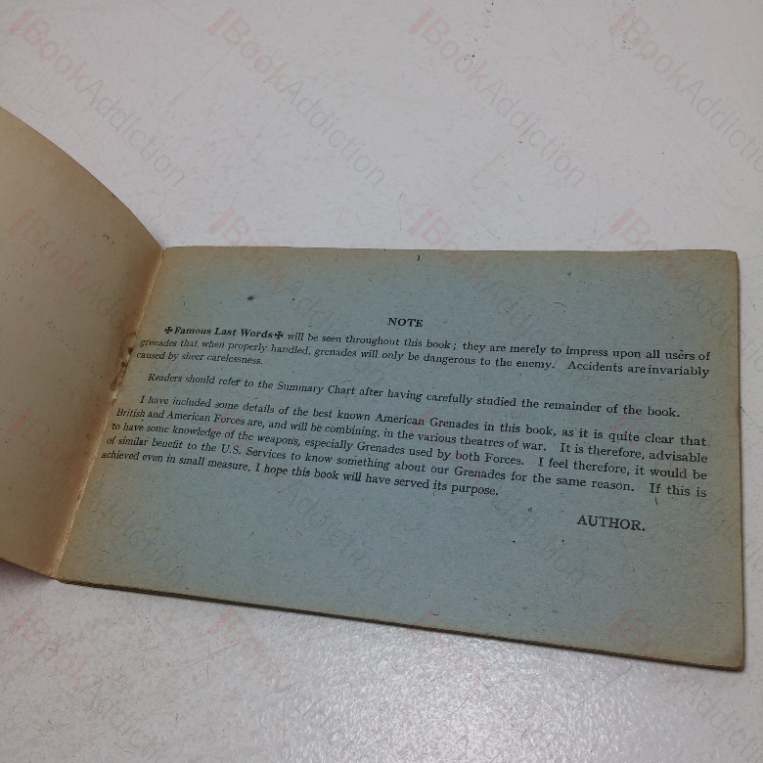 NOTE
✠Famous Last Words✠ will be seen throughout this book; they are merely to impress upon all users of
grenades that when properly handled, grenades will only be dangerous to the enemy. Accidents are invariably
caused by sheer carelessness.
Readers should refer to the Summary Chart after having carefully studied the remainder of the book.
I have included some details of the best known American Grenades in this book, as it is quite clear that
British and American Forces are, and will be combining, in the various theatres of war. It is therefore, advisable
to have some knowledge of the weapons, especially Grenades used by both Forces. I feel therefore, it would be
of similar benefit to the U.S. Services to know something about our Grenades for the same reason. If this is
achieved even in small measure, I hope this book will have served its purpose.
AUTHOR.
BookAddiction